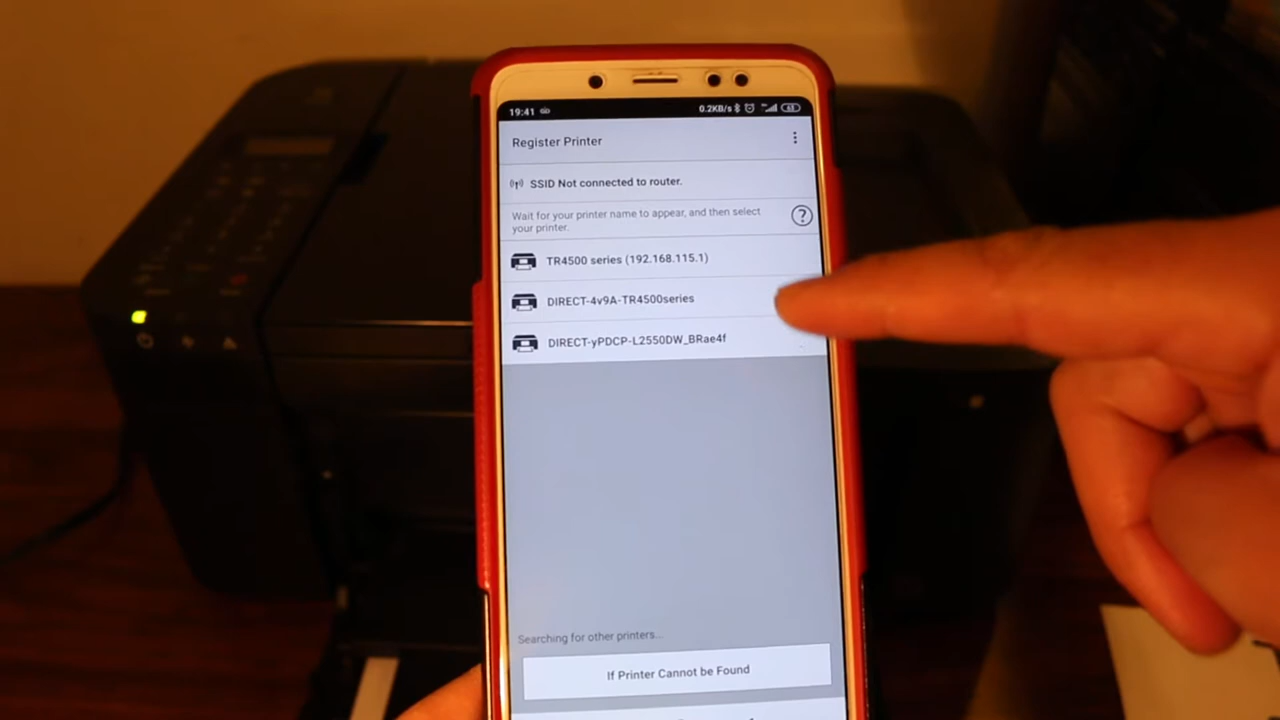 19:41
0.2KB/s
63
Register Printer
SSID Not connected to router.
Wait for your printer name to appear, and then select
your printer.
?
TR4500 series (192.168.115.1)
DIRECT-4v9A-TR4500series
DIRECT-yPDCP-L2550DW_BRae4f
Searching for other printers...
If Printer Cannot be Found